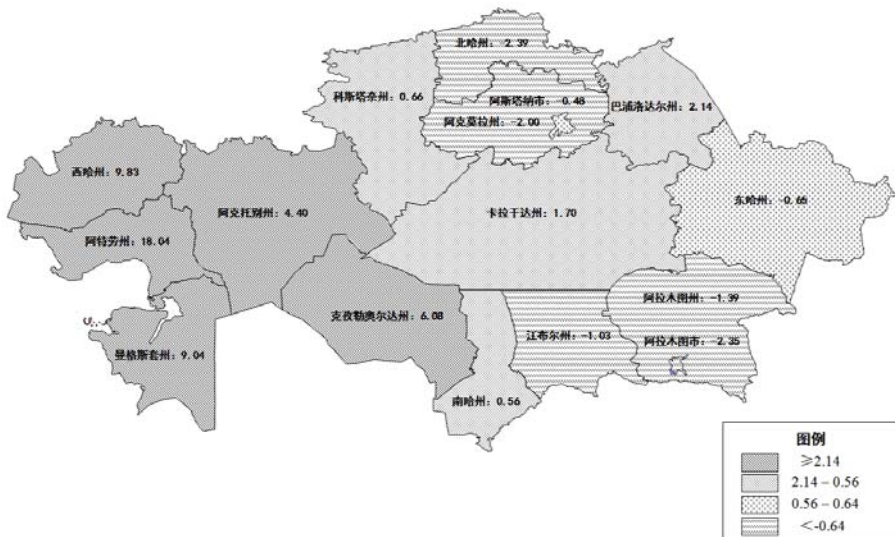 北哈州：-2.39
科斯塔奈州：0.66
阿斯塔纳市：-0.48
巴浦洛达尔州：2.14
阿克莫拉州：-2.00
西哈州：9.83
阿克托别州：4.40
卡拉干达州：1.70
东哈州：-0.65
阿特劳州：18.04
阿拉木图州：-1.39
克孜勒奥尔达州：6.08
江布尔州：-1.03
阿拉木图市：-2.35
曼格斯套州：9.04
南哈州：0.56
图例
≥2.14
2.14－0.56
0.56－0.64
＜-0.64